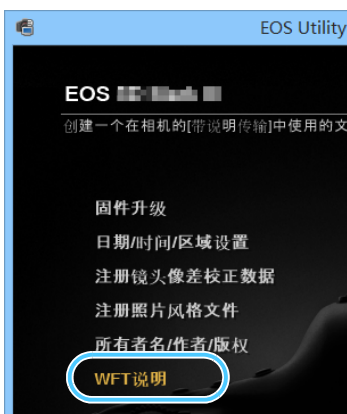 EOS Utility
EOS
创建一个在相机的[带说明传输]中使用的文
固件升级
日期/时间/区域设置
注册镜头像差校正数据
注册照片风格文件
所有者名/作者/版权
WFT说明